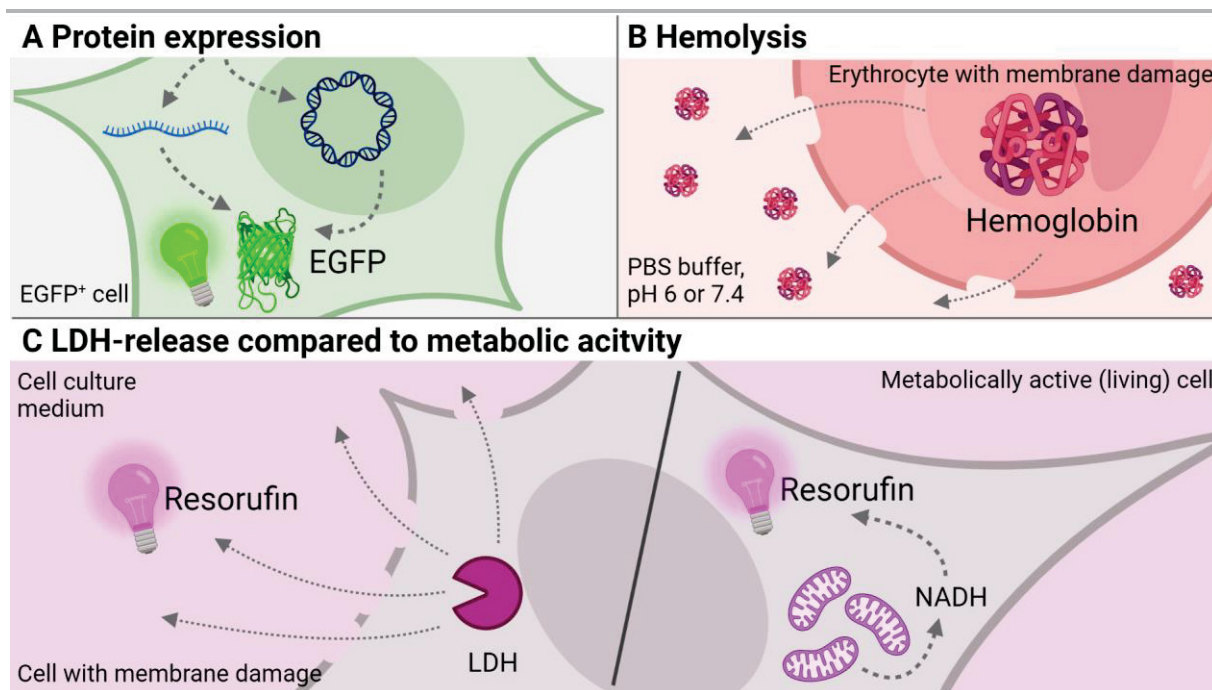 A Protein expression
EGFP
EGFP⁺ cell
B Hemolysis
Erythrocyte with membrane damage
Hemoglobin
PBS buffer,
pH 6 or 7.4
C LDH-release compared to metabolic acitvity
Cell culture
medium
Resorufin
LDH
Cell with membrane damage
Metabolically active (living) cell
Resorufin
NADH